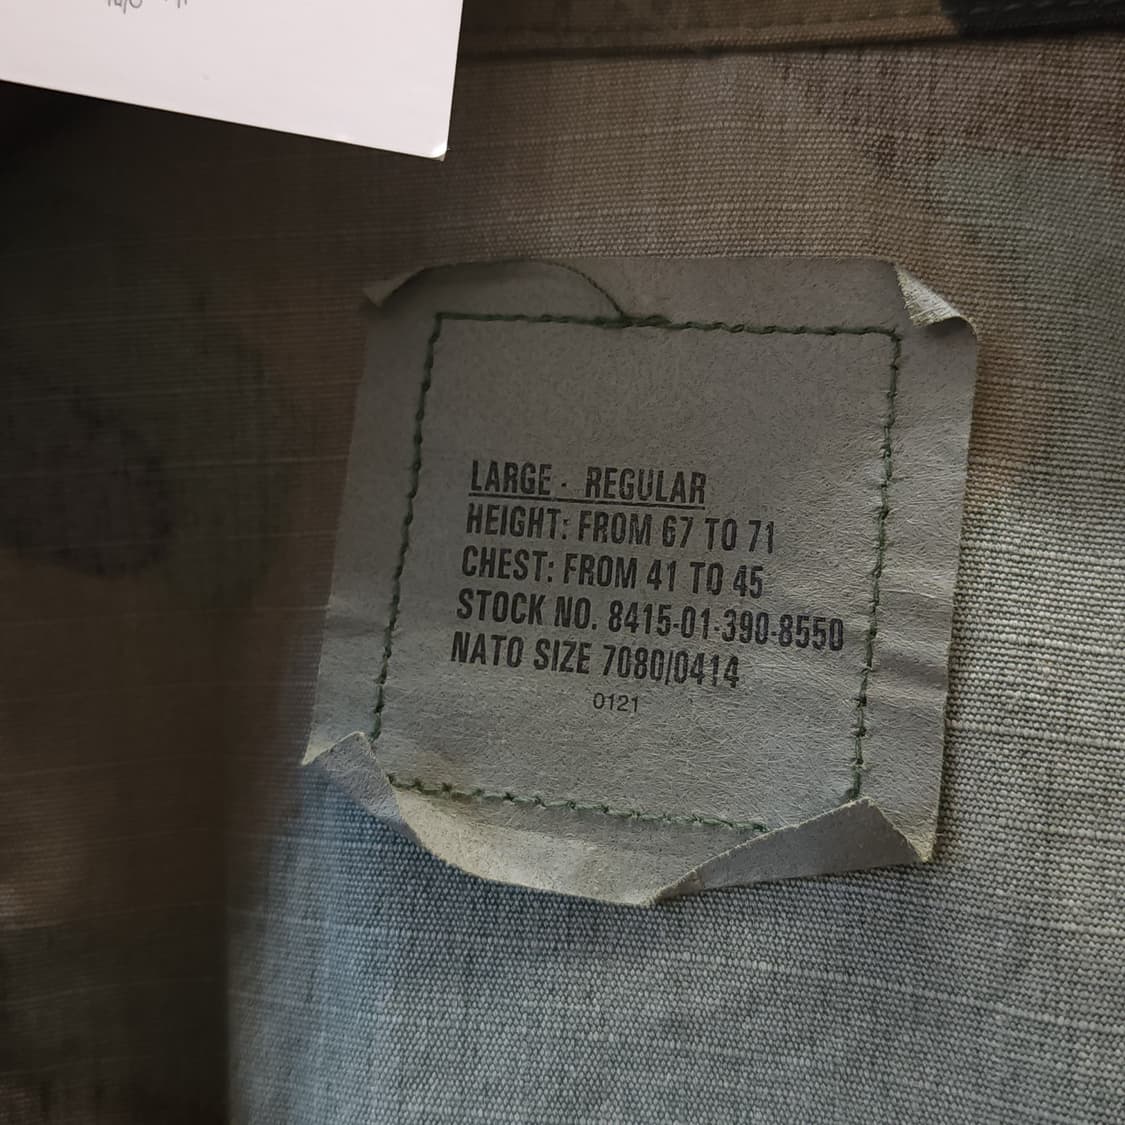 LARGE - REGULAR
HEIGHT: FROM 67 TO 71
CHEST: FROM 41 TO 45
STOCK NO. 8415-01-390-8550
NATO SIZE 7080/0414
0121